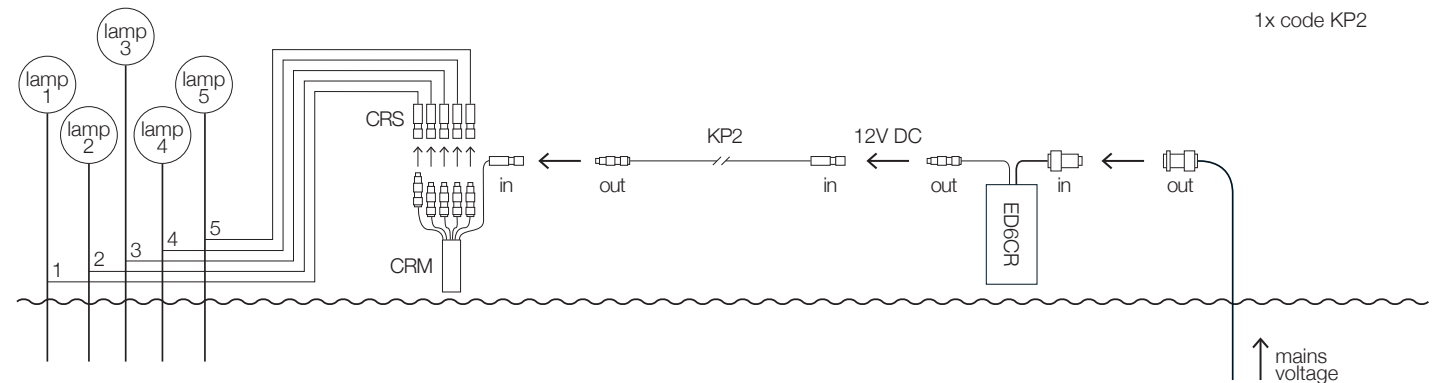 1x code KP2
lamp
3
lamp
1
lamp
5
lamp
2
lamp
4
CRS
KP2
12V DC
in
out
in
out
in
out
ED6CR
5
4
3
2
1
CRM
mains
voltage